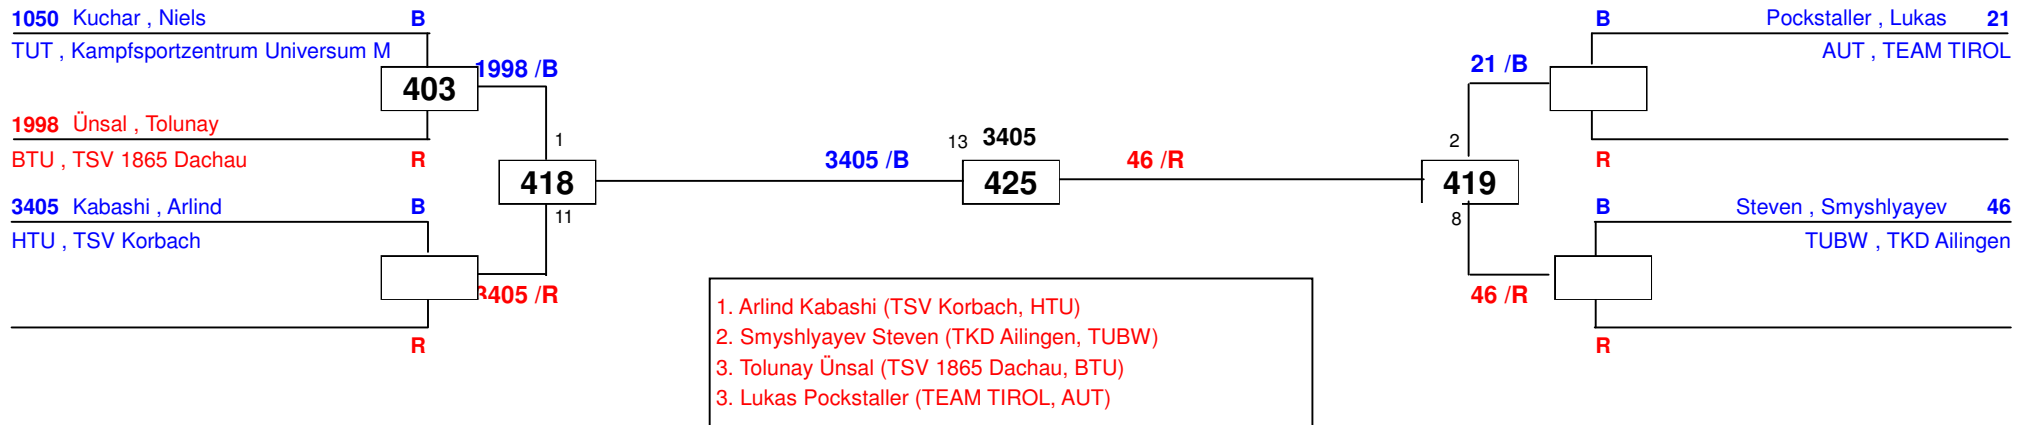 1050 Kuchar , Niels B
TUT , Kampfsportzentrum Universum M
1998 /B
403
1998 Ünsal , Tolunay
BTU , TSV 1865 Dachau R
1
418
11
3405 Kabashi , Arlind B
HTU , TSV Korbach
3405 /R
R
3405 /B
13 3405
425
46 /R
B Pockstaller , Lukas 21
AUT , TEAM TIROL
21 /B
R
2
419
8
B Steven , Smyshlyayev 46
TUBW , TKD Ailingen
46 /R
R
1. Arlind Kabashi (TSV Korbach, HTU)
2. Smyshlyayev Steven (TKD Ailingen, TUBW)
3. Tolunay Ünsal (TSV 1865 Dachau, BTU)
3. Lukas Pockstaller (TEAM TIROL, AUT)